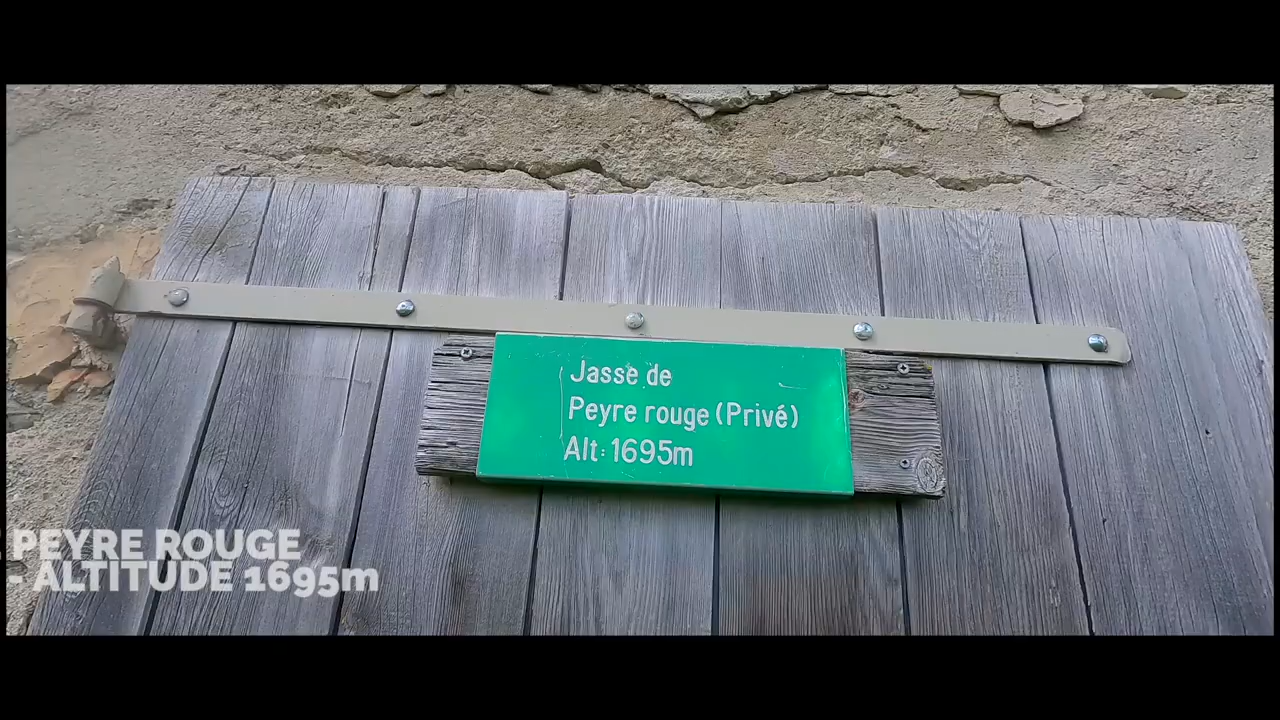 Jasse de
Peyre rouge (Privé)
Alt: 1695m
PEYRE ROUGE
- ALTITUDE 1695m